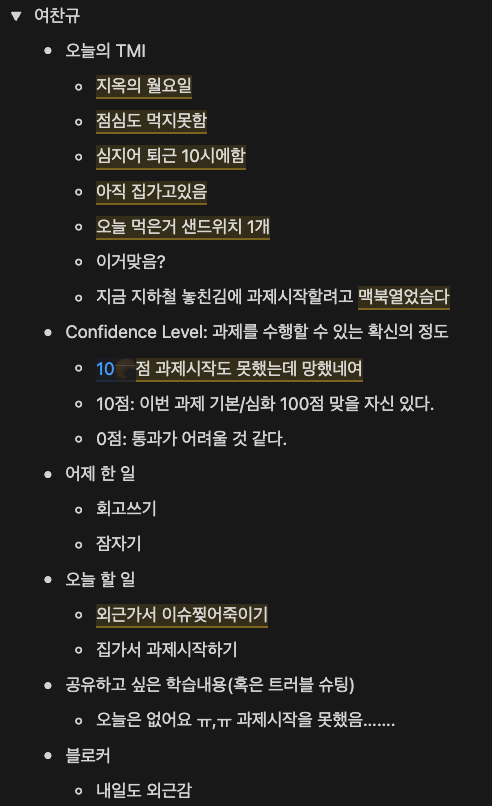 여찬규
오늘의 TMI
지옥의 월요일
점심도 먹지못함
심지어 퇴근 10시에함
아직 집가고있음
오늘 먹은거 샌드위치 1개
이거맞음?
지금 지하철 놓친김에 과제시작할려고 맥북열었슴다
Confidence Level: 과제를 수행할 수 있는 확신의 정도
10점 과제시작도 못했는데 망했네여
10점: 이번 과제 기본/심화 100점 맞을 자신 있다.
0점: 통과가 어려울 것 같다.
어제 한 일
회고쓰기
잠자기
오늘 할 일
외근가서 이슈찢어죽이기
집가서 과제시작하기
공유하고 싶은 학습내용(혹은 트러블 슈팅)
오늘은 없어요 ㅠ,ㅠ 과제시작을 못했음.......
블로커
내일도 외근감